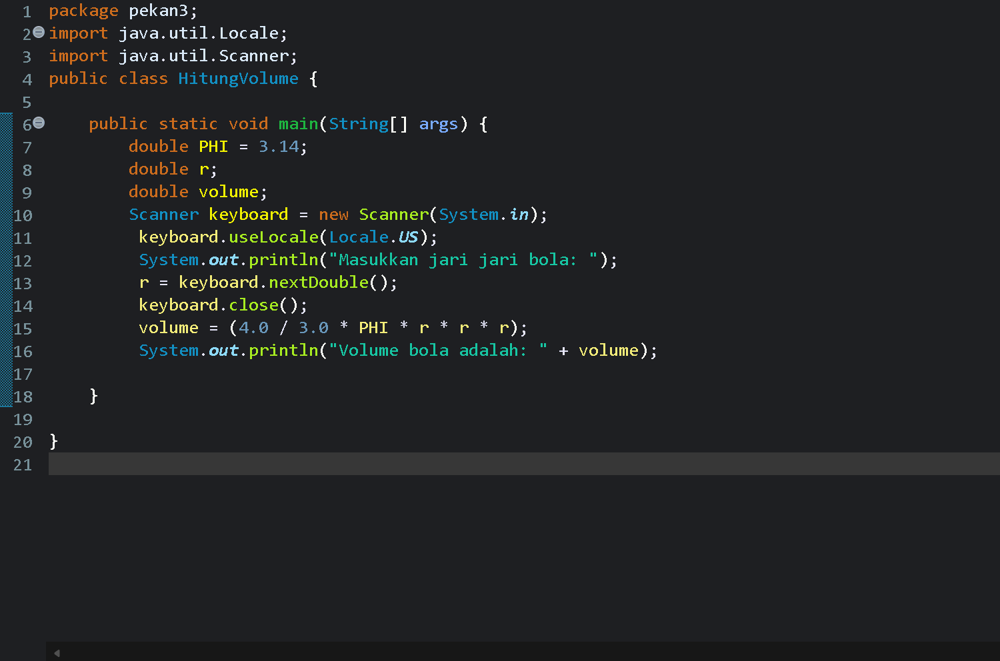 1 package pekan3;
2 import java.util.Locale;
3 import java.util.Scanner;
4 public class HitungVolume {
5
6     public static void main(String[] args) {
7         double PHI = 3.14;
8         double r;
9         double volume;
10         Scanner keyboard = new Scanner(System.in);
11          keyboard.useLocale(Locale.US);
12          System.out.println("Masukkan jari jari bola: ");
13          r = keyboard.nextDouble();
14          keyboard.close();
15          volume = (4.0 / 3.0 * PHI * r * r * r);
16          System.out.println("Volume bola adalah: " + volume);
17
18     }
19
20 }
21